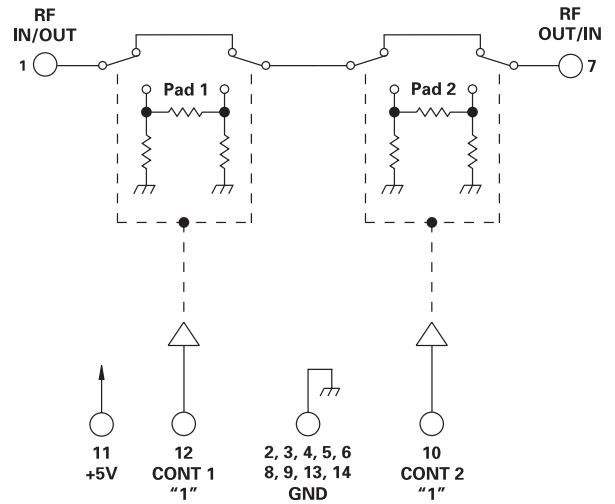 RF
IN/OUT
1
RF
OUT/IN
7
Pad 1
Pad 2
11
+5V
12
CONT 1
“1”
2, 3, 4, 5, 6
8, 9, 13, 14
GND
10
CONT 2
“1”